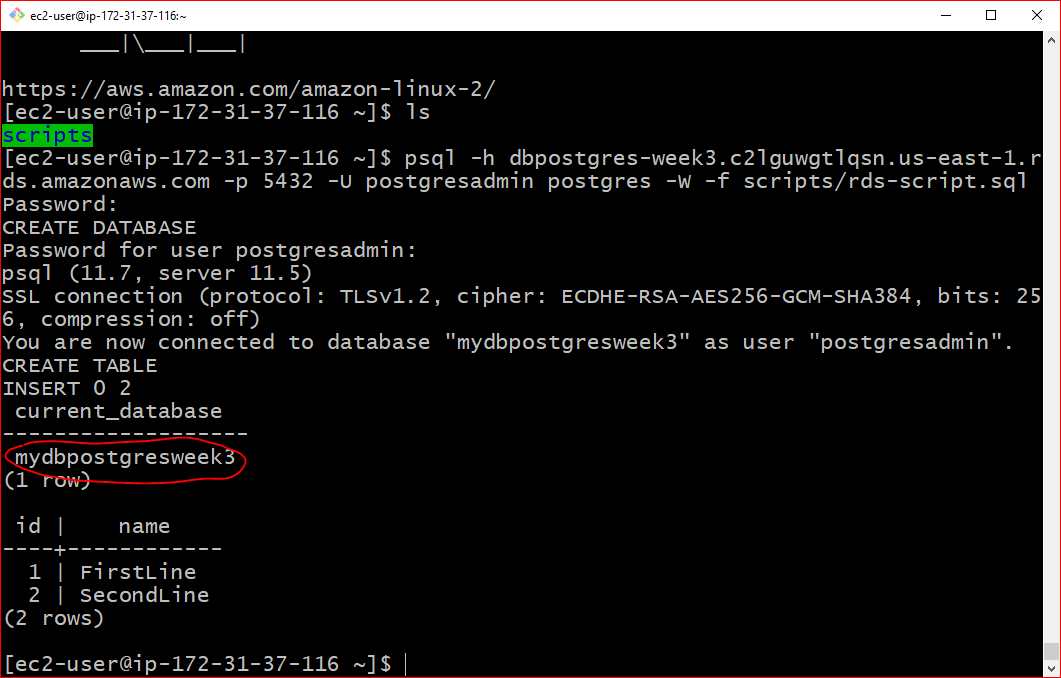 ec2-user@ip-172-31-37-116:~
___|\___|___|
https://aws.amazon.com/amazon-linux-2/
[ec2-user@ip-172-31-37-116 ~]$ ls
scripts
[ec2-user@ip-172-31-37-116 ~]$ psql -h dbpostgres-week3.c2lguwgtlqsn.us-east-1.r
ds.amazonaws.com -p 5432 -U postgresadmin postgres -W -f scripts/rds-script.sql
Password:
CREATE DATABASE
Password for user postgresadmin:
psql (11.7, server 11.5)
SSL connection (protocol: TLSv1.2, cipher: ECDHE-RSA-AES256-GCM-SHA384, bits: 25
6, compression: off)
You are now connected to database "mydbpostgresweek3" as user "postgresadmin".
CREATE TABLE
INSERT 0 2
current_database
-------------------
mydbpostgresweek3
(1 row)
id |    name
----+------------
1 | FirstLine
2 | SecondLine
(2 rows)
[ec2-user@ip-172-31-37-116 ~]$